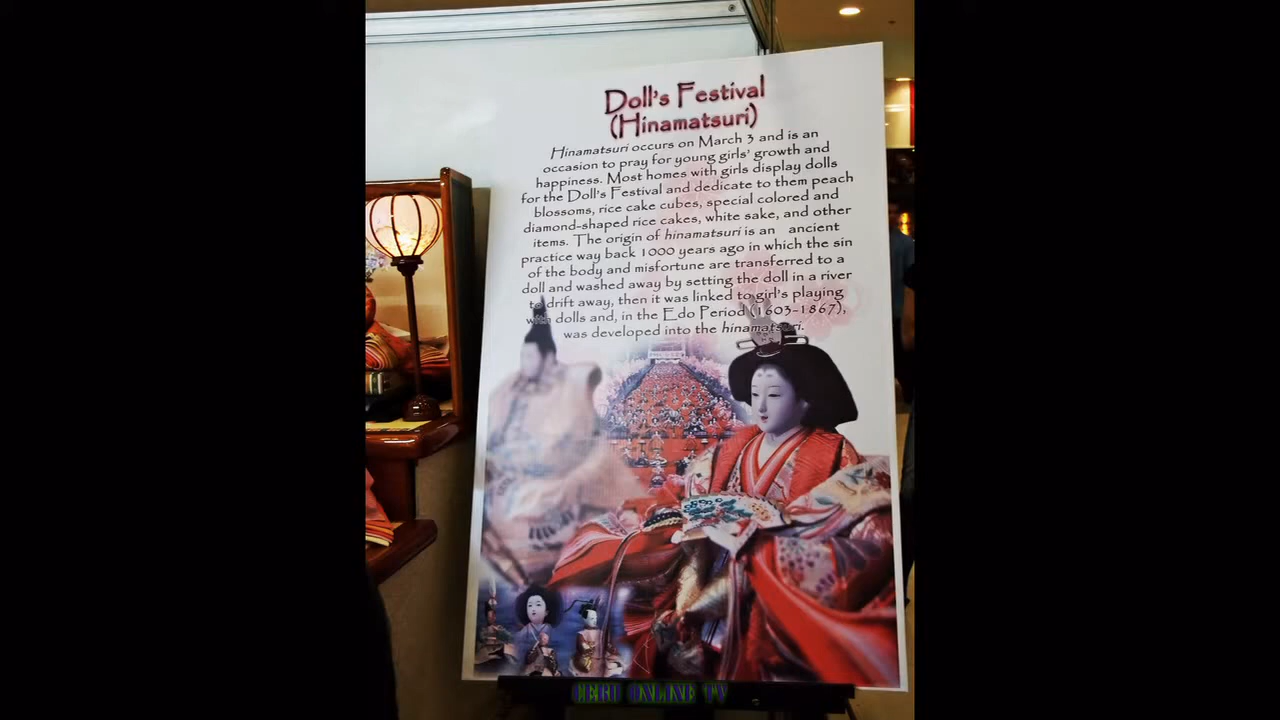 Doll's Festival
(Hinamatsuri)
Hinamatsuri occurs on March 3 and is an
occasion to pray for young girls' growth and
happiness. Most homes with girls display dolls
for the Doll's Festival and dedicate to them peach
blossoms, rice cake cubes, special colored and
diamond-shaped rice cakes, white sake, and other
items. The origin of hinamatsuri is an ancient
practice way back 1000 years ago in which the sin
of the body and misfortune are transferred to a
doll and washed away by setting the doll in a river
to drift away, then it was linked to girl's playing
with dolls and, in the Edo Period (1603-1867),
was developed into the hinamatsuri.
CEBU ONLINE TV